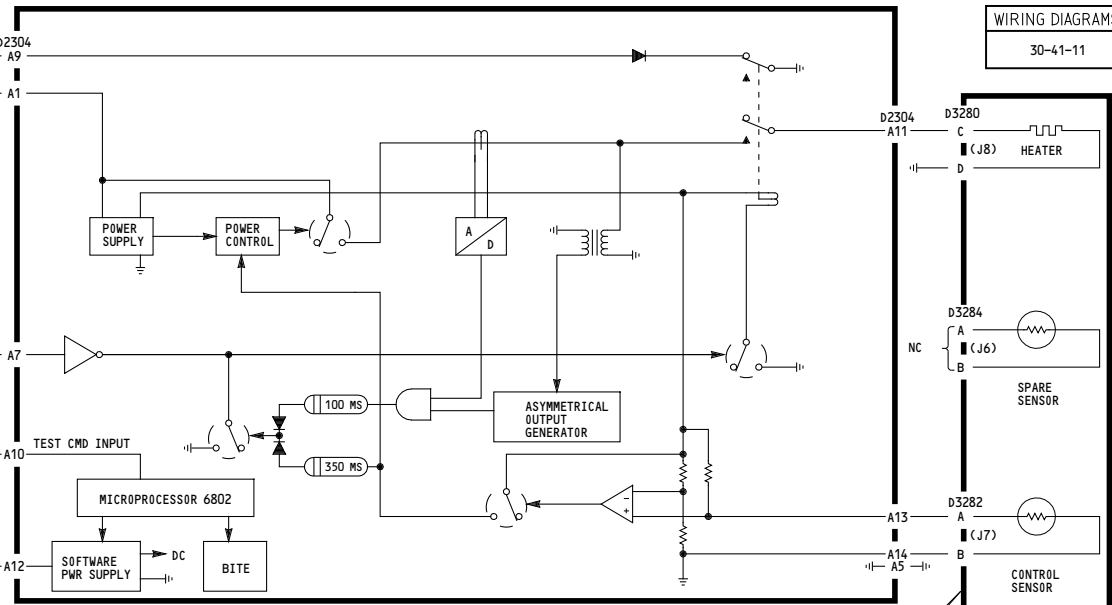 WIRING DIAGRAMS
30-41-11
D2304
A9
A1
D2304
A11
D3280
C
(J8)
HEATER
D
POWER
SUPPLY
POWER
CONTROL
A
D
D3284
A
NC
(J6)
B
SPARE
SENSOR
A7
100 MS
ASYMMETRICAL
OUTPUT
GENERATOR
TEST CMD INPUT
A10
350 MS
MICROPROCESSOR 6802
-
+
D3282
A13
A
(J7)
A14
B
A5
A12
SOFTWARE
PWR SUPPLY
DC
BITE
CONTROL
SENSOR